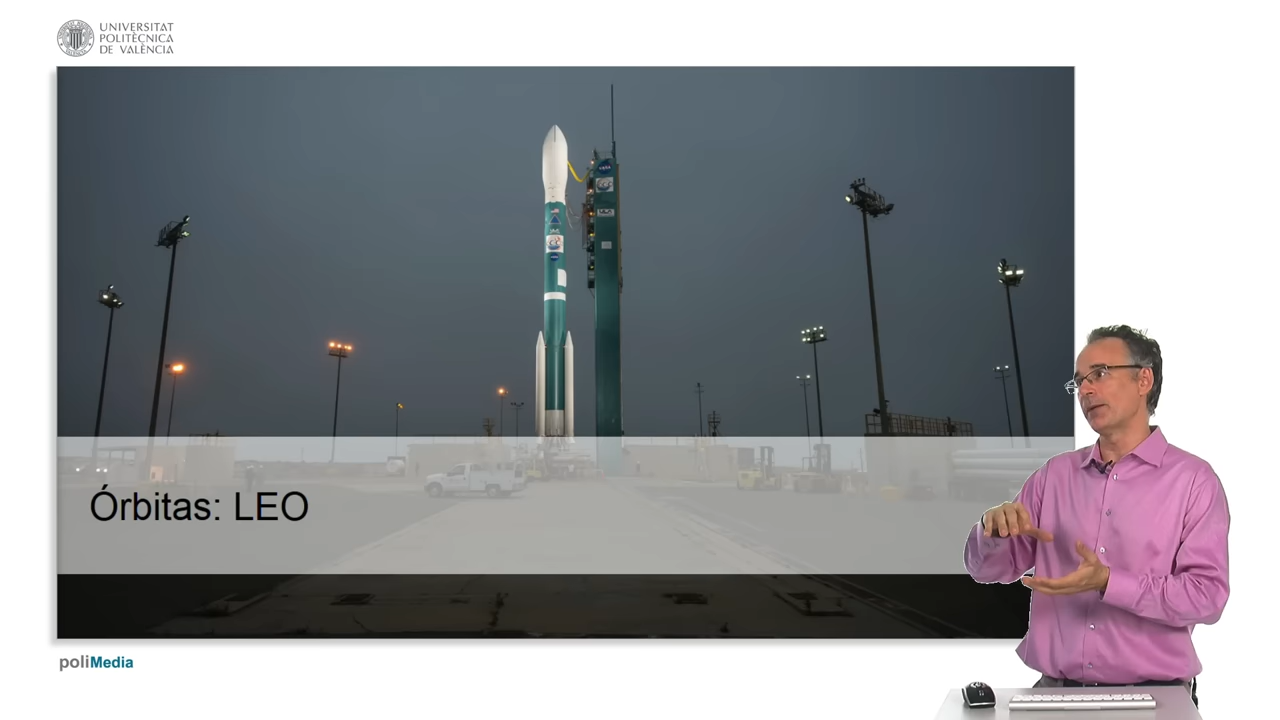 UNIVERSITAT
POLITÈCNICA
DE VALÈNCIA
Órbitas: LEO
poliMedia